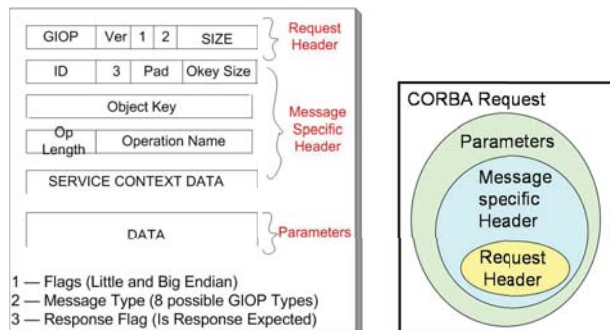 GIOP Ver 1 2 SIZE
Request
Header
ID 3 Pad Okey Size
Object Key
Op
Length
Operation Name
SERVICE CONTEXT DATA
Message
Specific
Header
DATA
Parameters
1 — Flags (Little and Big Endian)
2 — Message Type (8 possible GIOP Types)
3 — Response Flag (Is Response Expected)
CORBA Request
Parameters
Message
specific
Header
Request
Header